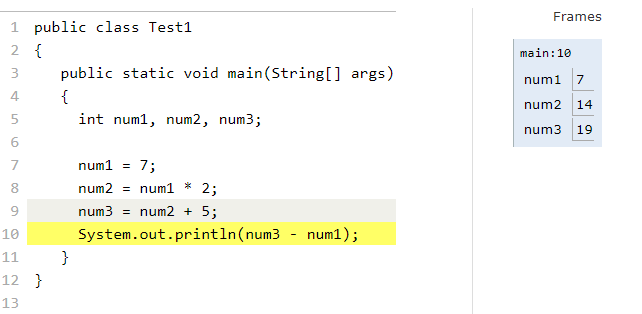 1 public class Test1
2 {
3 public static void main(String[] args)
4 {
5 int num1, num2, num3;
6
7 num1 = 7;
8 num2 = num1 * 2;
9 num3 = num2 + 5;
10 System.out.println(num3 - num1);
11 }
12 }
13
Frames
main:10
num1 7
num2 14
num3 19